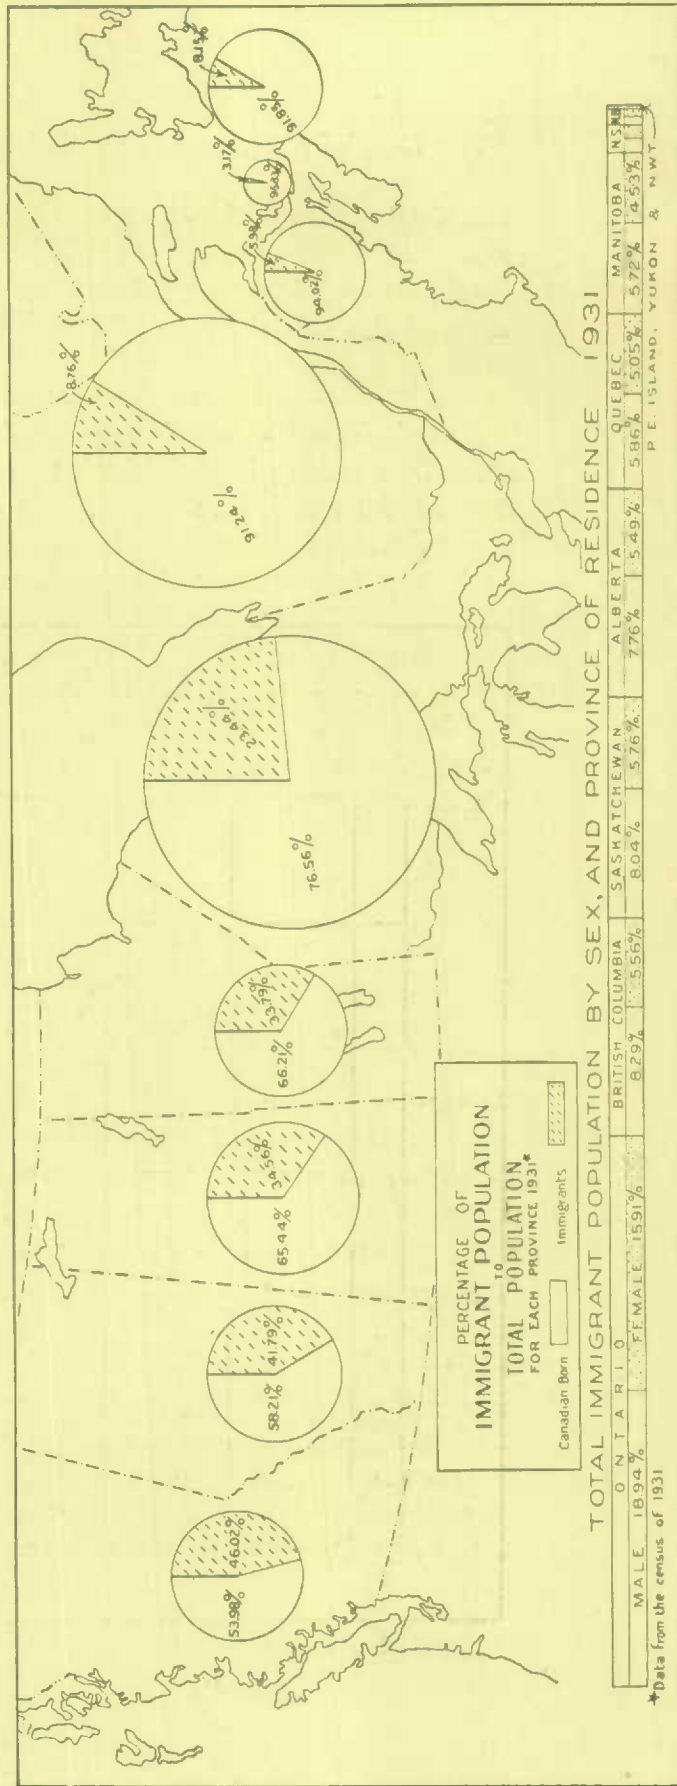 53.98%
46.02%
58.21%
41.79%
65.44%
34.56%
66.21%
33.79%
76.56%
23.44%
91.24%
8.76%
94.02%
5.98%
3.17%
91.85%
8.15%
PERCENTAGE OF
IMMIGRANT POPULATION
TO
TOTAL POPULATION
FOR EACH PROVINCE 1931*
Canadian Born Immigrants
TOTAL IMMIGRANT POPULATION BY SEX, AND PROVINCE OF RESIDENCE 1931
ONTARIO BRITISH COLUMBIA SASKATCHEWAN ALBERTA QUEBEC MANITOBA N.S. N.B.
MALE 18.94% FEMALE 15.91% 8.29% 5.56% 8.04% 5.76% 7.76% 5.49% 5.86% 5.05% 5.72% 4.53%
P.E. ISLAND, YUKON & NWT
*Data from the census of 1931